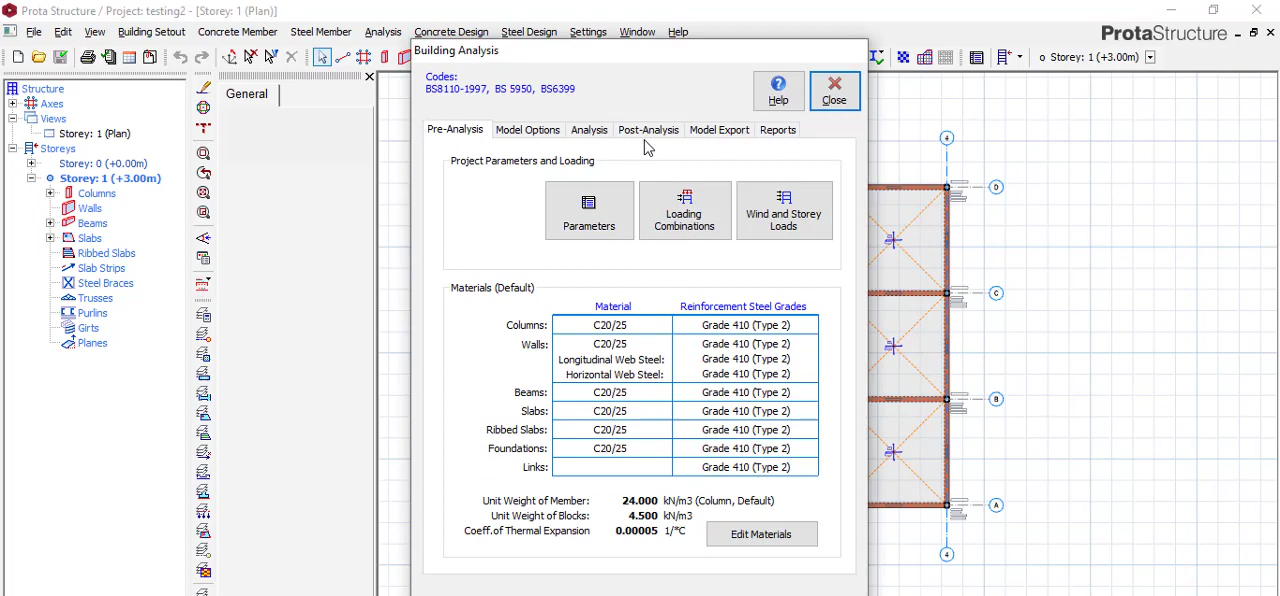 Prota Structure / Project: testing2 - [Storey: 1 (Plan)]
File Edit View Building Setout Concrete Member Steel Member Analysis Concrete Design Steel Design Settings Window Help
ProtaStructure
Storey: 1 (+3.00m)
Structure
Axes
Views
Storey: 1 (Plan)
Storeys
Storey: 0 (+0.00m)
Storey: 1 (+3.00m)
Columns
Walls
Beams
Slabs
Ribbed Slabs
Slab Strips
Steel Braces
Trusses
Purlins
Girts
Planes
General
Building Analysis
Codes:
BS8110-1997, BS 5950, BS6399
Help
Close
Pre-Analysis Model Options Analysis Post-Analysis Model Export Reports
Project Parameters and Loading
Parameters
Loading
Combinations
Wind and Storey
Loads
Materials (Default)
Material Reinforcement Steel Grades
Columns: C20/25 Grade 410 (Type 2)
Walls: C20/25 Grade 410 (Type 2)
Longitudinal Web Steel: Grade 410 (Type 2)
Horizontal Web Steel: Grade 410 (Type 2)
Beams: C20/25 Grade 410 (Type 2)
Slabs: C20/25 Grade 410 (Type 2)
Ribbed Slabs: C20/25 Grade 410 (Type 2)
Foundations: C20/25 Grade 410 (Type 2)
Links: Grade 410 (Type 2)
Unit Weight of Member: 24.000 kN/m3 (Column, Default)
Unit Weight of Blocks: 4.500 kN/m3
Coeff.of Thermal Expansion 0.00005 1/°C
Edit Materials
4
D
C
B
A
4